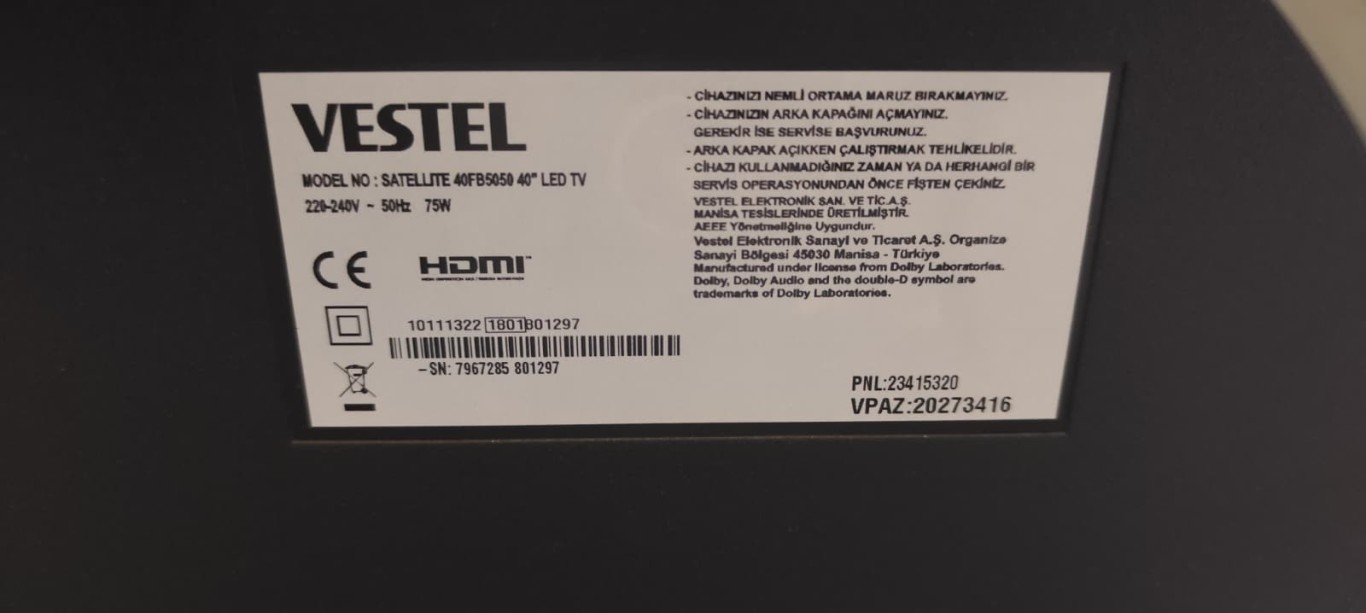 VESTEL
MODEL NO : SATELLITE 40FB5050 40" LED TV
220-240V ~ 50Hz 75W
CE
HDMI™
10111322 1801801297
-SN: 7967285 801297
- CİHAZINIZI NEMLİ ORTAMA MARUZ BIRAKMAYINIZ.
- CİHAZINIZIN ARKA KAPAĞINI AÇMAYINIZ.
GEREKİR İSE SERVİSE BAŞVURUNUZ.
- ARKA KAPAK AÇIKKEN ÇALIŞTIRMAK TEHLİKELİDİR.
- CİHAZI KULLANMADIĞINIZ ZAMAN YA DA HERHANGİ BİR
SERVİS OPERASYONUNDAN ÖNCE FİŞTEN ÇEKİNİZ.
VESTEL ELEKTRONİK SAN. VE TİC.A.Ş.
MANİSA TESİSLERİNDE ÜRETİLMİŞTİR.
AEEE Yönetmeliğine Uygundur.
Vestel Elektronik Sanayi ve Ticaret A.Ş. Organize
Sanayi Bölgesi 45030 Manisa - Türkiye
Manufactured under license from Dolby Laboratories.
Dolby, Dolby Audio and the double-D symbol are
trademarks of Dolby Laboratories.
PNL:23415320
VPAZ:20273416